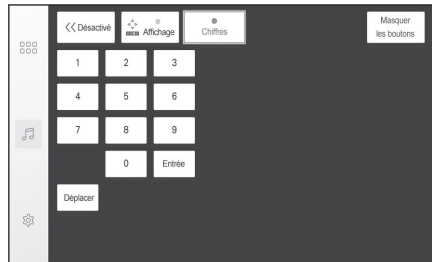 Désactivé
Affichage
Chiffres
Masquer
les boutons
1 2 3
4 5 6
7 8 9
0 Entrée
Déplacer